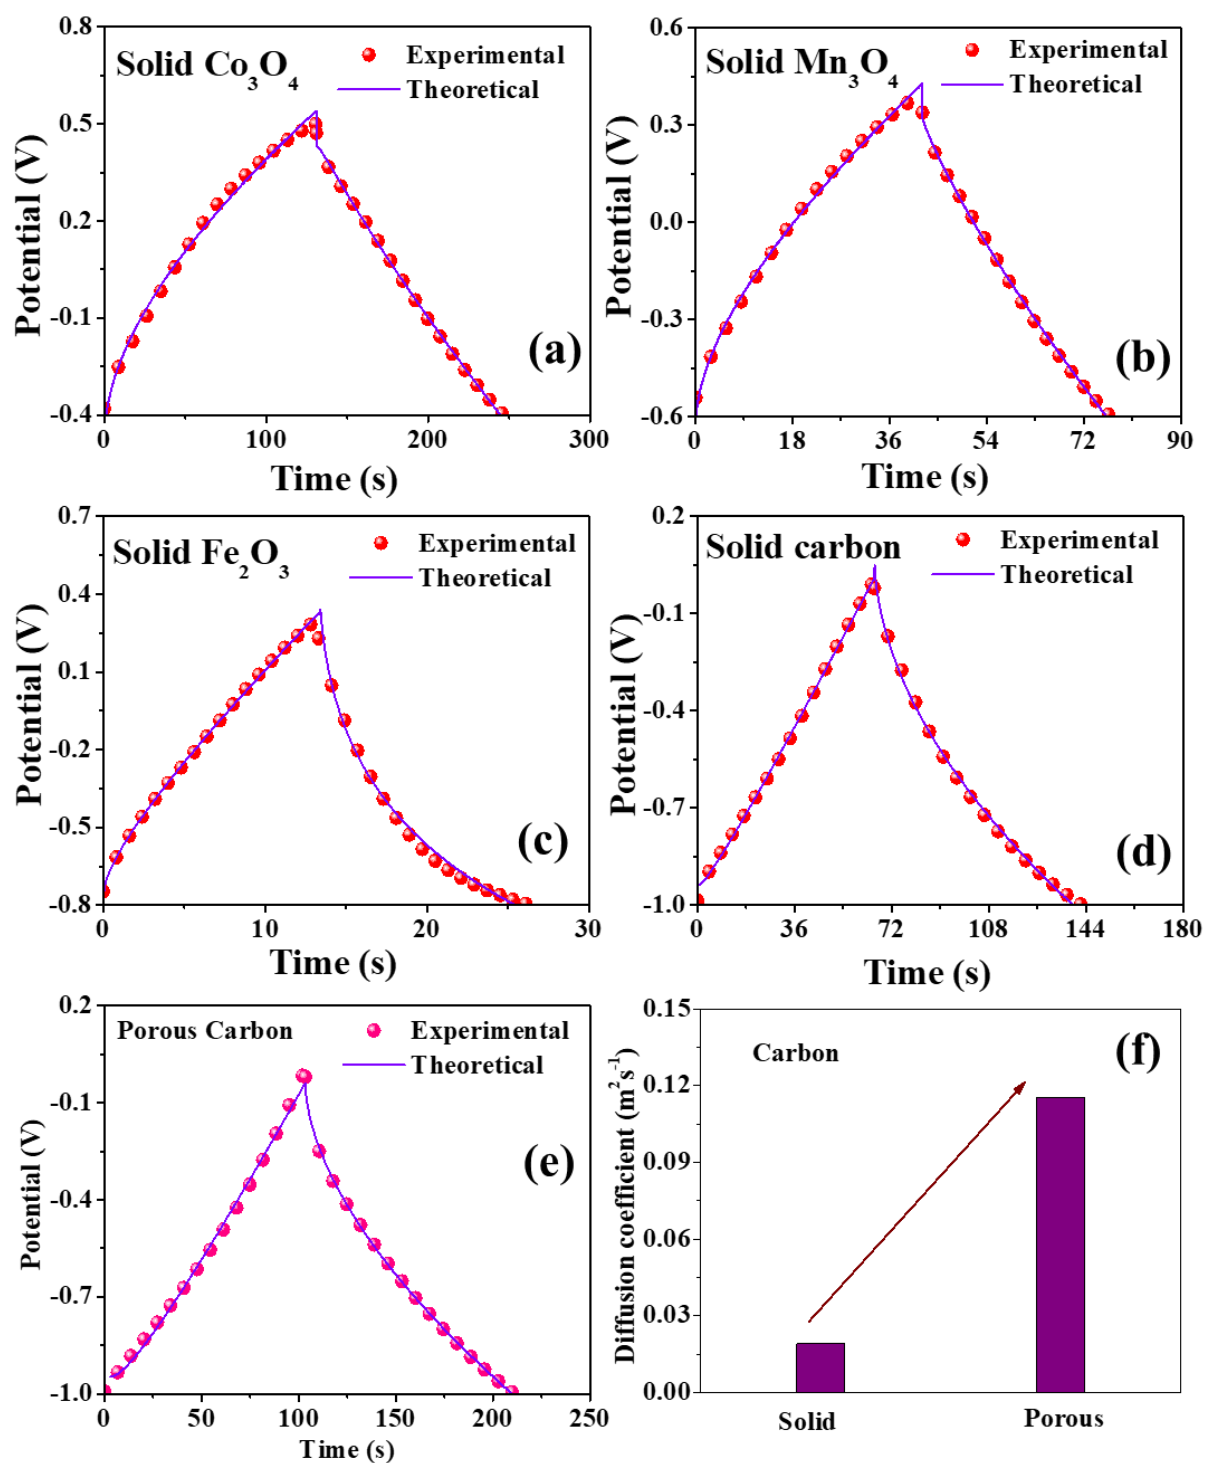 Solid Co3O4
Experimental
Theoretical
0.8
0.5
0.2
-0.1
-0.4
Potential (V)
(a)
0 100 200 300
Time (s)
Solid Mn3O4
Experimental
Theoretical
0.6
0.3
0.0
-0.3
-0.6
Potential (V)
(b)
0 18 36 54 72 90
Time (s)
Solid Fe2O3
Experimental
Theoretical
0.7
0.4
0.1
-0.2
-0.5
-0.8
Potential (V)
(c)
0 10 20 30
Time (s)
Solid carbon
Experimental
Theoretical
0.2
-0.1
-0.4
-0.7
-1.0
Potential (V)
(d)
0 36 72 108 144 180
Time (s)
Porous Carbon
Experimental
Theoretical
0.2
-0.1
-0.4
-0.7
-1.0
Potential (V)
(e)
0 50 100 150 200 250
Time (s)
Carbon
(f)
0.15
0.12
0.09
0.06
0.03
0.00
Diffusion coefficient (m²s⁻¹)
Solid Porous